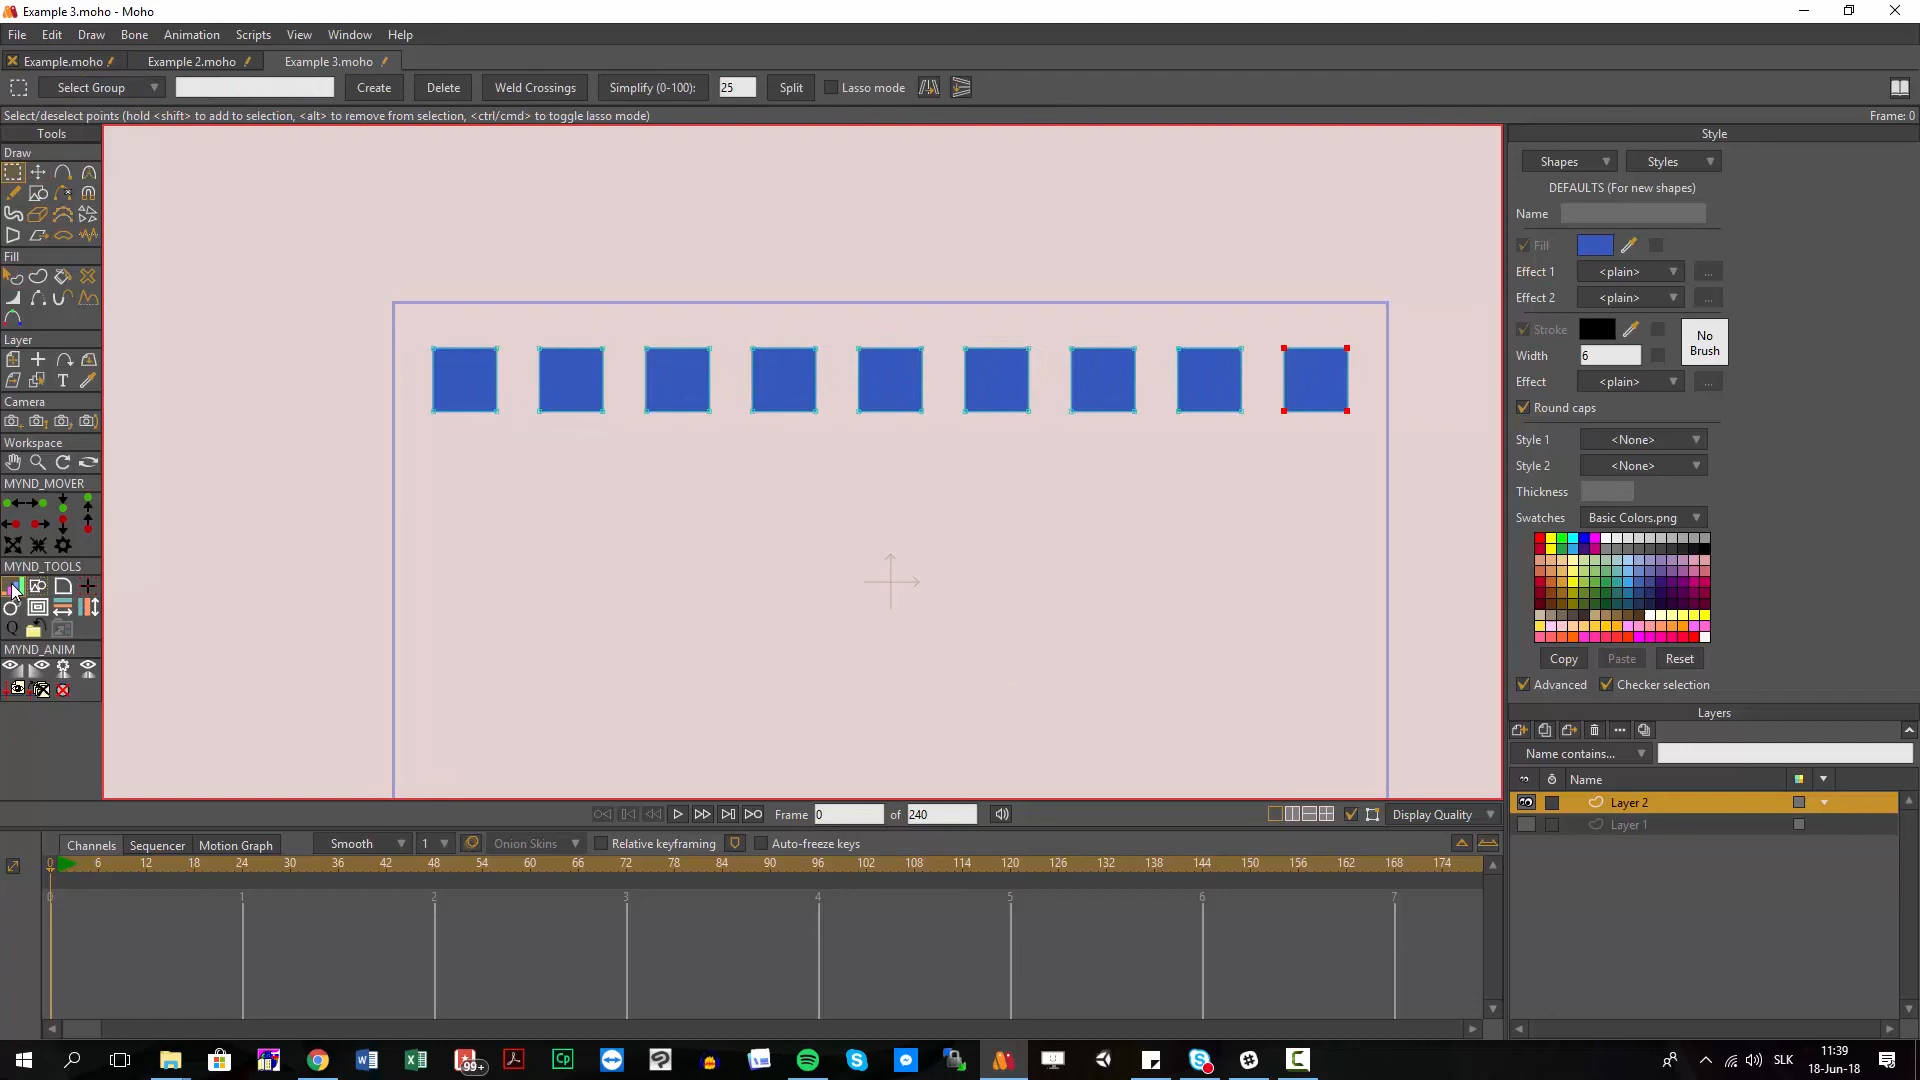 Example 3.moho - Moho
File Edit Draw Bone Animation Scripts View Window Help
Example.moho Example 2.moho Example 3.moho
Select Group Create Delete Weld Crossings Simplify (0-100): 25 Split Lasso mode
Select/deselect points (hold <shift> to add to selection, <alt> to remove from selection, <ctrl/cmd> to toggle lasso mode) Frame: 0
Tools
Draw
Fill
Layer
T
Camera
Workspace
MYND_MOVER
MYND_TOOLS
Q
MYND_ANIM
Style
Shapes Styles
DEFAULTS (For new shapes)
Name
Fill
Effect 1 <plain> ...
Effect 2 <plain> ...
Stroke No Brush
Width 6
Effect <plain> ...
Round caps
Style 1 <None>
Style 2 <None>
Thickness
Swatches Basic Colors.png
Copy Paste Reset
Advanced Checker selection
Layers
Name contains...
Name
Layer 2
Layer 1
Frame 0 of 240 Display Quality
Channels Sequencer Motion Graph Smooth 1 Onion Skins Relative keyframing Auto-freeze keys
0 6 12 18 24 30 36 42 48 54 60 66 72 78 84 90 96 102 108 114 120 126 132 138 144 150 156 162 168 174
0 1 2 3 4 5 6 7
99+ Cp SLK 11:39
18-Jun-18